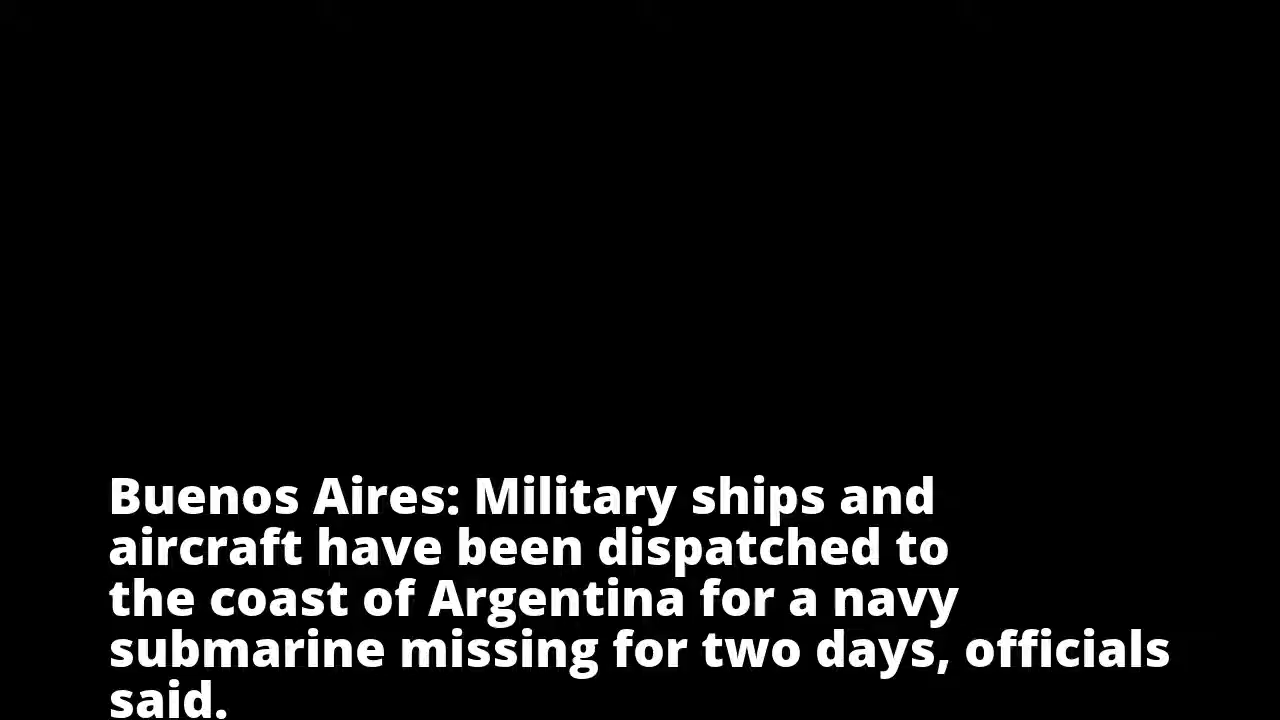 Buenos Aires: Military ships and
aircraft have been dispatched to
the coast of Argentina for a navy
submarine missing for two days, officials
said.